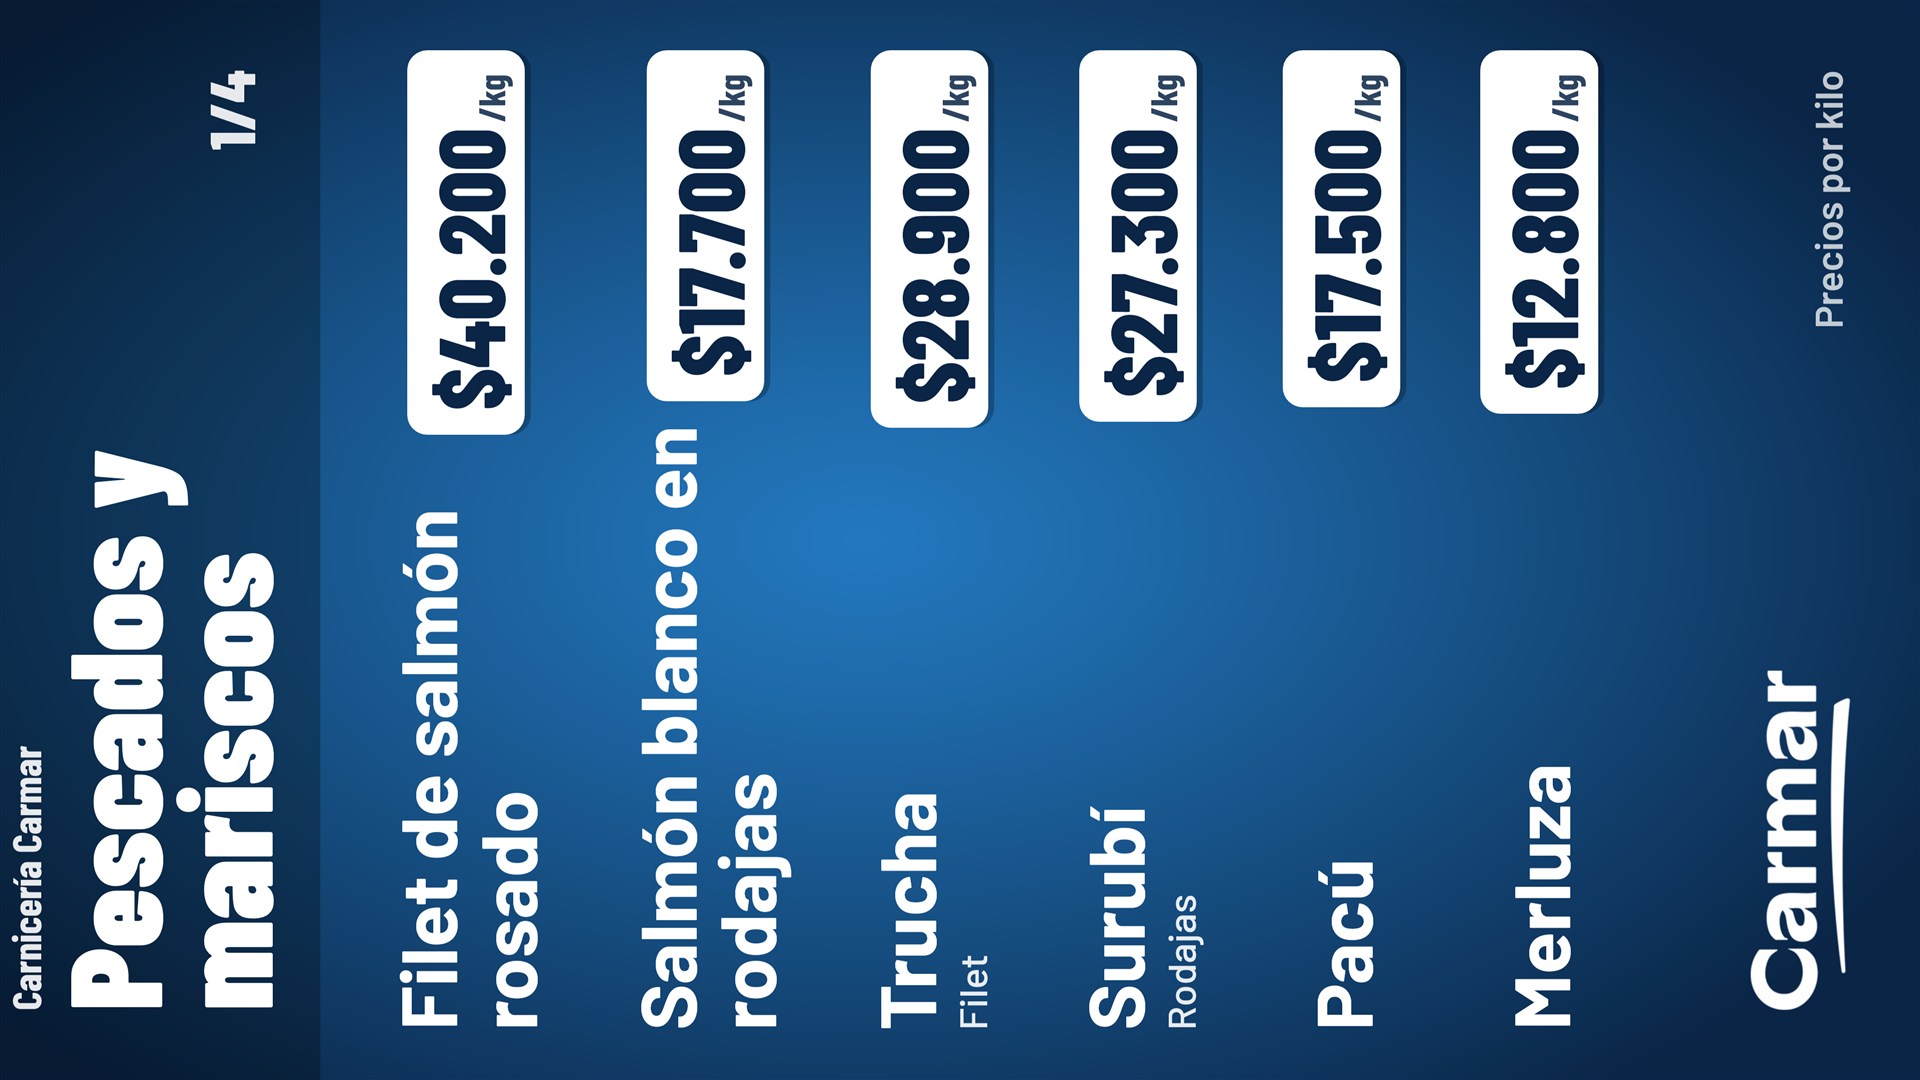 Carnicería Carmar
Pescados y
mariscos
1/4
Filet de salmón
rosado
$40.200 /kg
Salmón blanco en
rodajas
$17.700 /kg
Trucha
Filet
$28.900 /kg
Surubí
Rodajas
$27.300 /kg
Pacú
$17.500 /kg
Merluza
$12.800 /kg
Carmar
Precios por kilo